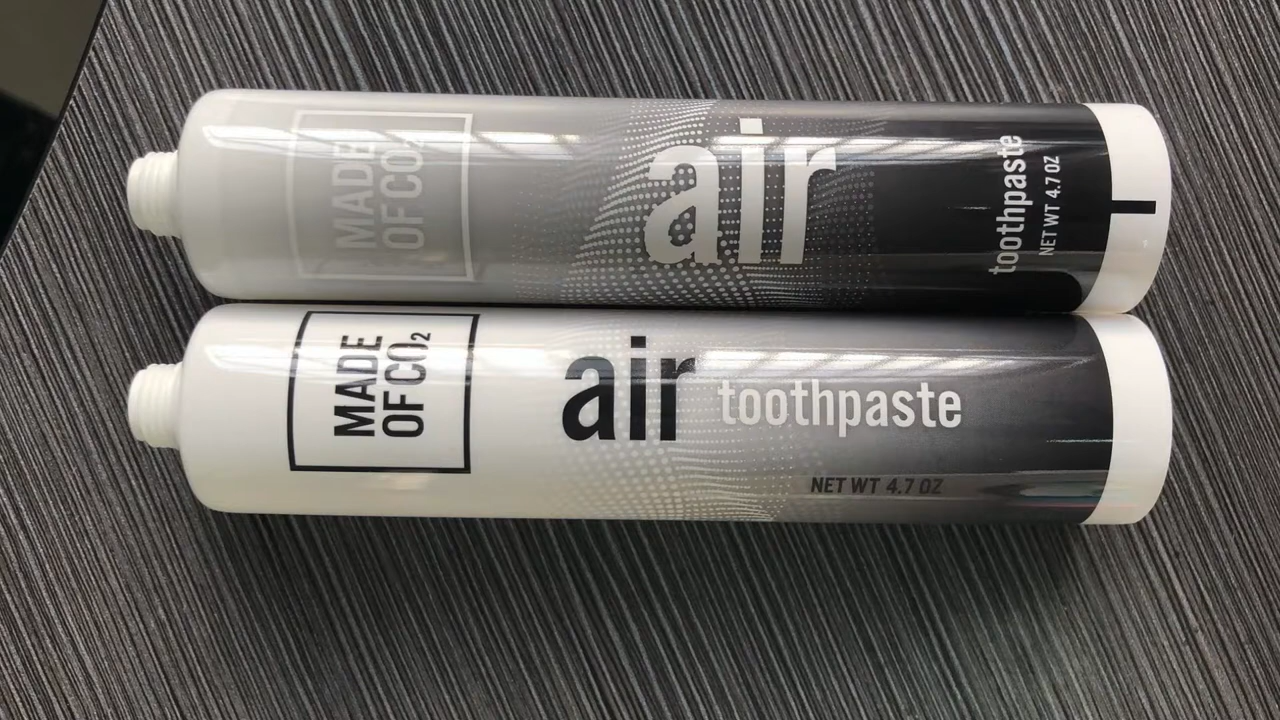 MADE
OF CO₂
air
toothpaste
NET WT 4.7 OZ
MADE
OF CO₂
air toothpaste
NET WT 4.7 OZ